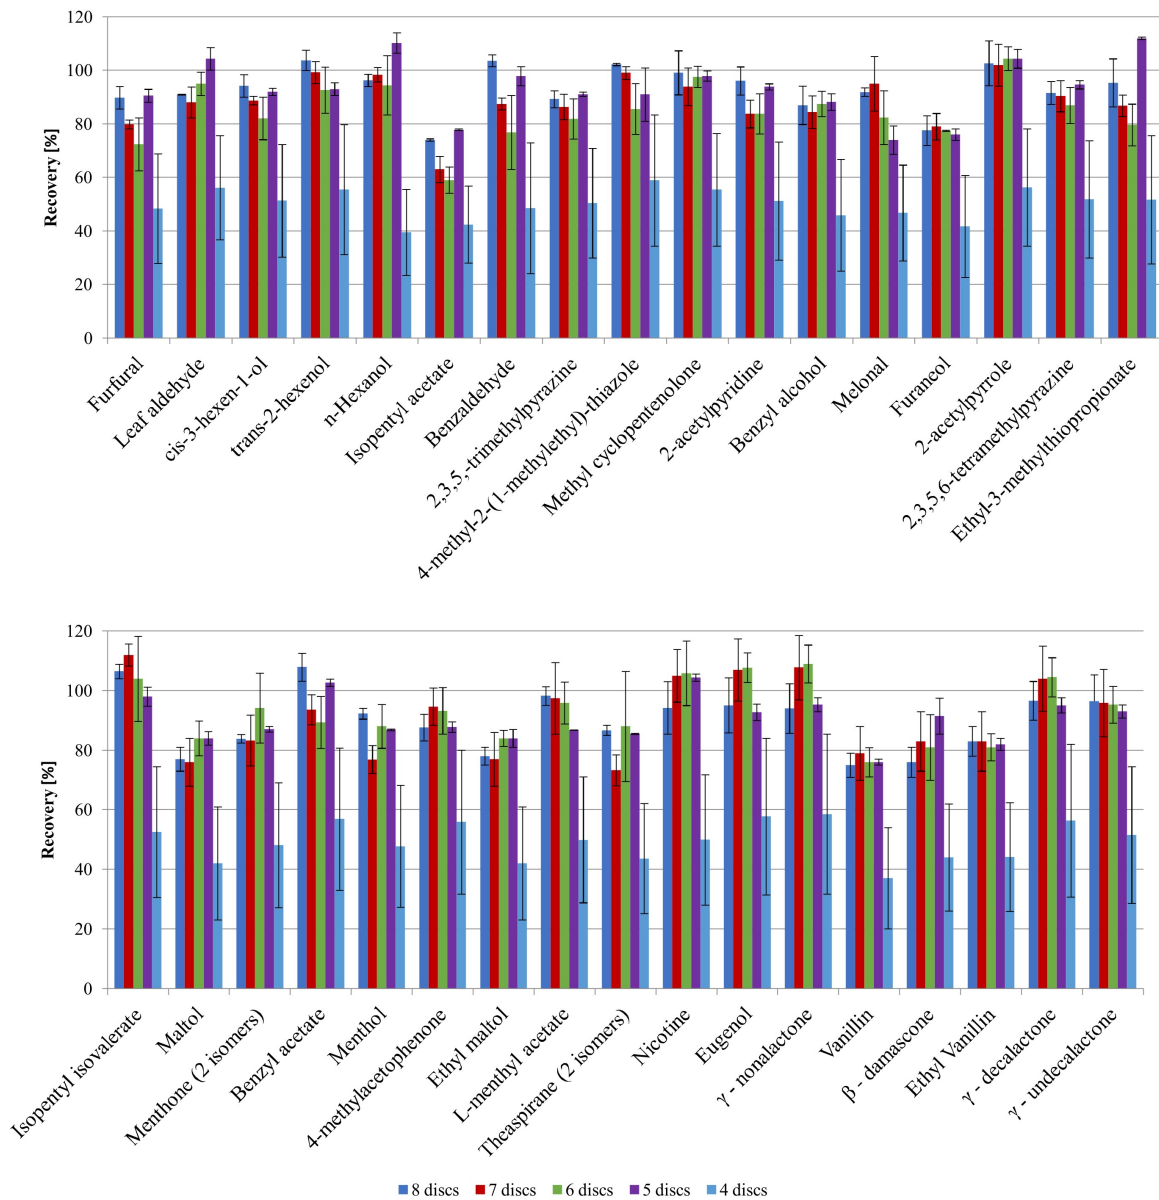 120
100
80
60
40
20
0
Recovery [%]
Furfural
Leaf aldehyde
cis-3-hexen-1-ol
trans-2-hexenol
n-Hexanol
Isopentyl acetate
Benzaldehyde
2,3,5,-trimethylpyrazine
4-methyl-2-(1-methylethyl)-thiazole
Methyl cyclopentenolone
2-acetylpyridine
Benzyl alcohol
Melonal
Furaneol
2-acetylpyrrole
2,3,5,6-tetramethylpyrazine
Ethyl-3-methylthiopropionate
120
100
80
60
40
20
0
Recovery [%]
Isopentyl isovalerate
Maltol
Menthone (2 isomers)
Benzyl acetate
Menthol
4-methylacetophenone
Ethyl maltol
L-menthyl acetate
Theaspirane (2 isomers)
Nicotine
Eugenol
γ - nonalactone
Vanillin
β - damascone
Ethyl Vanillin
γ - decalactone
γ - undecalactone
8 discs 7 discs 6 discs 5 discs 4 discs